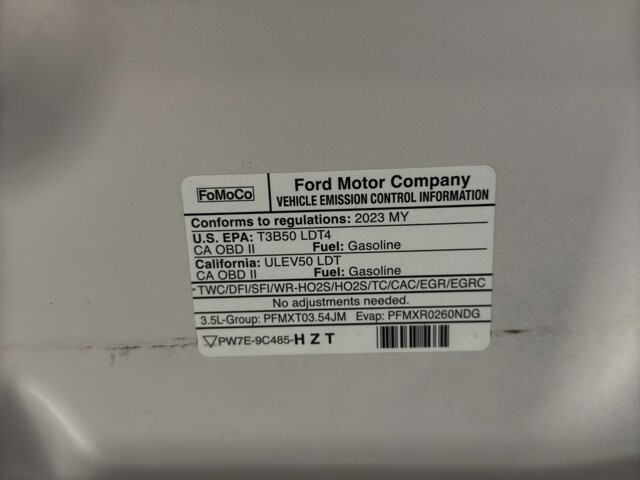 FoMoCo
Ford Motor Company
VEHICLE EMISSION CONTROL INFORMATION
Conforms to regulations: 2023 MY
U.S. EPA: T3B50 LDT4
CA OBD II Fuel: Gasoline
California: ULEV50 LDT
CA OBD II Fuel: Gasoline
TWC/DFI/SFI/WR-HO2S/HO2S/TC/CAC/EGR/EGRC
No adjustments needed.
3.5L-Group: PFMXT03.54JM Evap: PFMXR0260NDG
PW7E-9C485-HZT